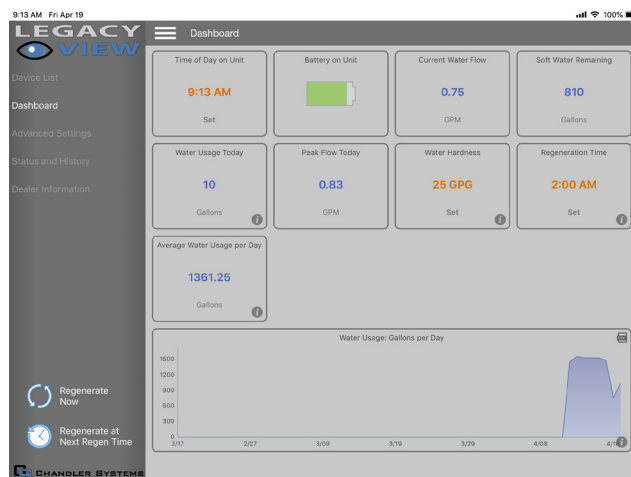 9:13 AM Fri Apr 19
100%
LEGACY
VIEW
Device List
Dashboard
Advanced Settings
Status and History
Dealer Information
Regenerate
Now
Regenerate at
Next Regen Time
CHANDLER SYSTEMS
Dashboard
Time of Day on Unit
9:13 AM
Set
Battery on Unit
Current Water Flow
0.75
GPM
Soft Water Remaining
810
Gallons
Water Usage Today
10
Gallons
Peak Flow Today
0.83
GPM
Water Hardness
25 GPG
Set
Regeneration Time
2:00 AM
Set
Average Water Usage per Day
1361.25
Gallons
Water Usage: Gallons per Day
1500
1200
900
600
300
0
2/17 2/27 3/09 3/19 3/29 4/08